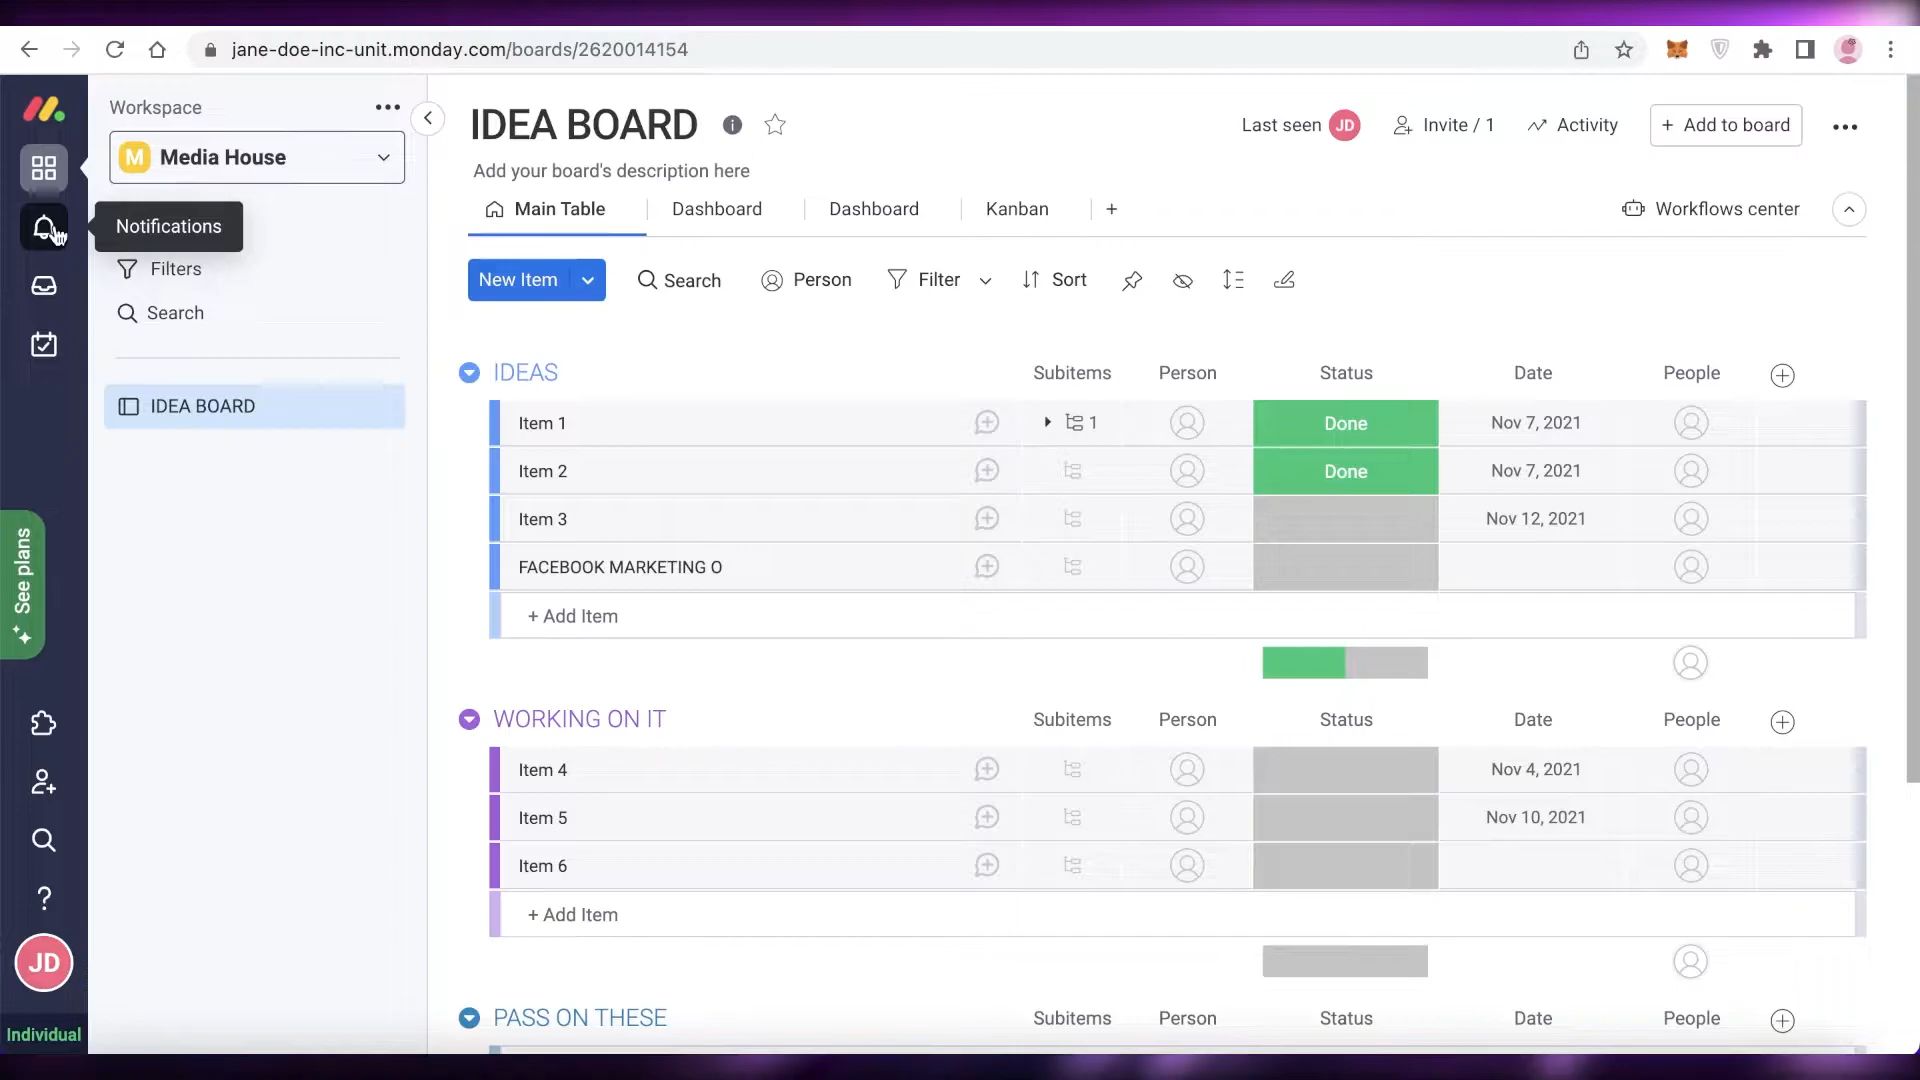 jane-doe-inc-unit.monday.com/boards/2620014154
Workspace
M Media House
Notifications
Filters
Search
IDEA BOARD
See plans
JD
Individual
IDEA BOARD
Last seen JD
Invite / 1
Activity
+ Add to board
Add your board's description here
Main Table
Dashboard
Dashboard
Kanban
+
Workflows center
New Item
Search
Person
Filter
Sort
IDEAS Subitems Person Status Date People
Item 1 1 Done Nov 7, 2021
Item 2 Done Nov 7, 2021
Item 3 Nov 12, 2021
FACEBOOK MARKETING O
+ Add Item
WORKING ON IT Subitems Person Status Date People
Item 4 Nov 4, 2021
Item 5 Nov 10, 2021
Item 6
+ Add Item
PASS ON THESE Subitems Person Status Date People